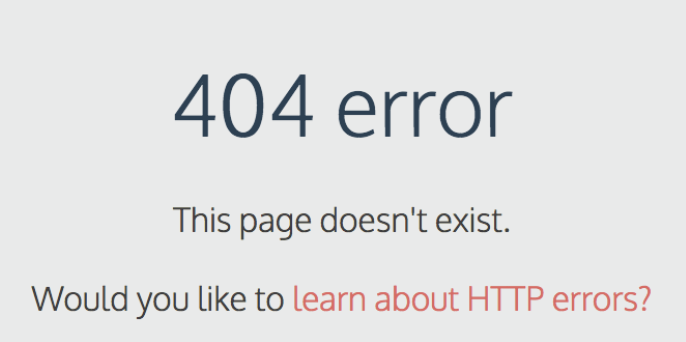 404 error
This page doesn't exist.
Would you like to learn about HTTP errors?